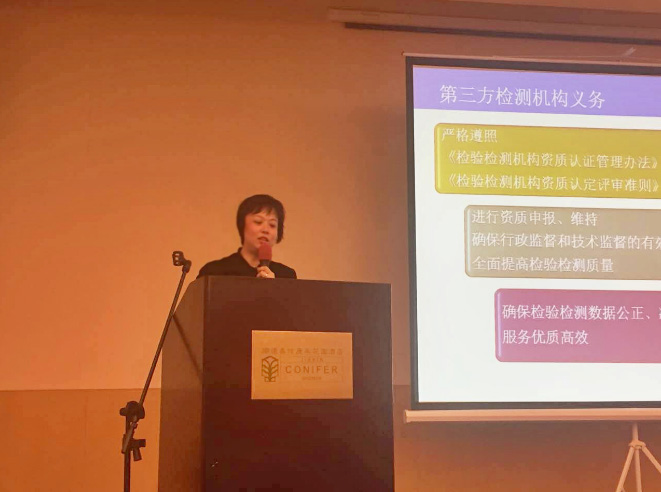 第三方检测机构义务
严格遵照
《检验检测机构资质认证管理办法》
《检验检测机构资质认定评审准则》
进行资质申报、维持
确保行政监督和技术监督的有效
全面提高检验检测质量
确保检验检测数据公正、
服务优质高效
CONIFER